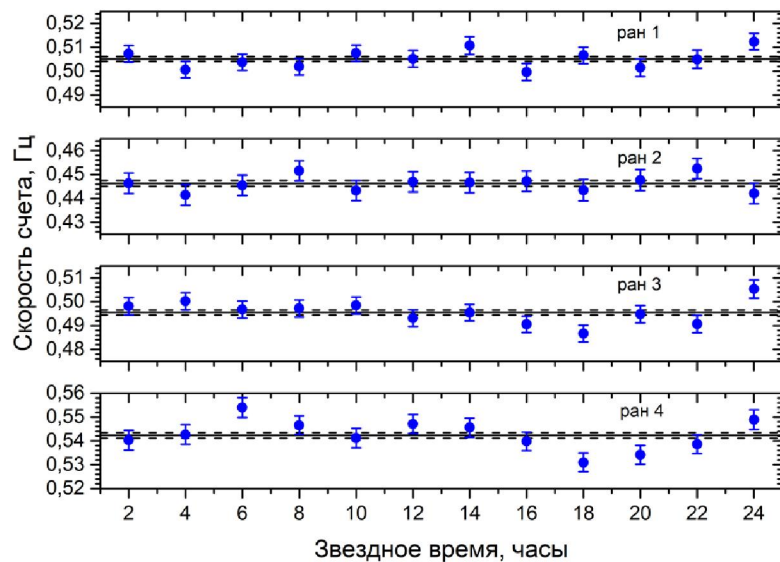 Скорость счета, Гц
0,52
0,51
0,50
0,49
ран 1
0,46
0,45
0,44
0,43
ран 2
0,51
0,50
0,49
0,48
ран 3
0,56
0,55
0,54
0,53
0,52
ран 4
2 4 6 8 10 12 14 16 18 20 22 24
Звездное время, часы